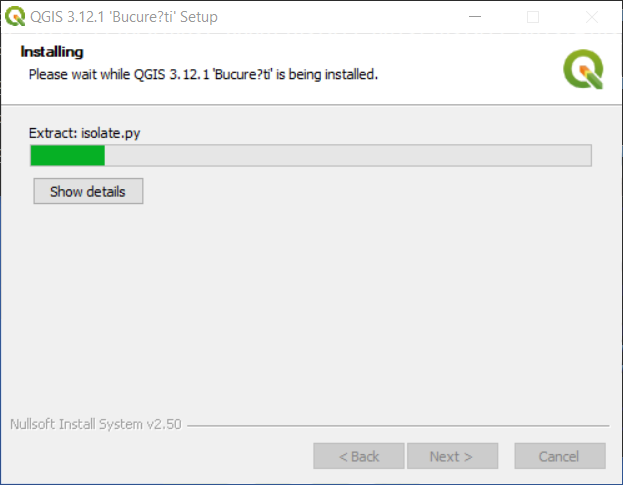 QGIS 3.12.1 'Bucure?ti' Setup
Installing
Please wait while QGIS 3.12.1 'Bucure?ti' is being installed.
Extract: isolate.py
Show details
Nullsoft Install System v2.50
< Back
Next >
Cancel